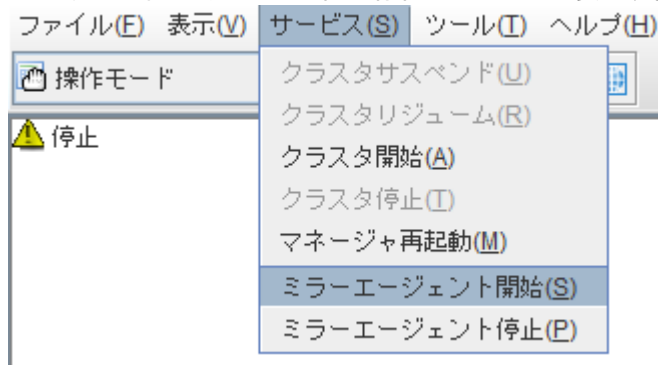 ファイル(F) 表示(V) サービス(S) ツール(T) ヘルプ(H)
操作モード
停止
クラスタサスペンド(U)
クラスタリジューム(R)
クラスタ開始(A)
クラスタ停止(T)
マネージャ再起動(M)
ミラーエージェント開始(S)
ミラーエージェント停止(P)